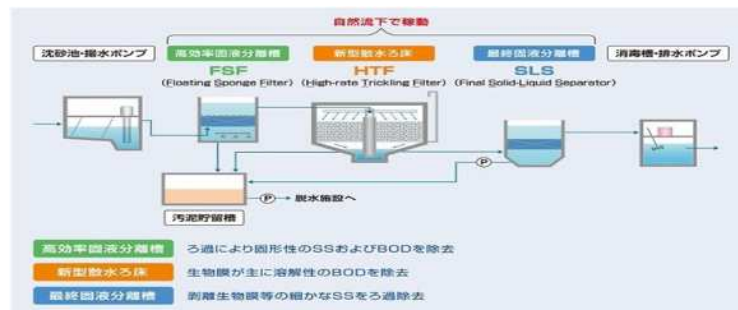 自然流下で稼動
沈砂池・揚水ポンプ
高効率固液分離槽
新型散水ろ床
最終固液分離槽
消毒槽・排水ポンプ
FSF
HTF
SLS
(Floating Sponge Filter)
(High-rate Trickling Filter)
(Final Solid-Liquid Separator)
P
P
脱水施設へ
汚泥貯留槽
高効率固液分離槽 ろ過により固形性のSSおよびBODを除去
新型散水ろ床 生物膜が主に溶解性のBODを除去
最終固液分離槽 剥離生物膜等の細かなSSをろ過除去